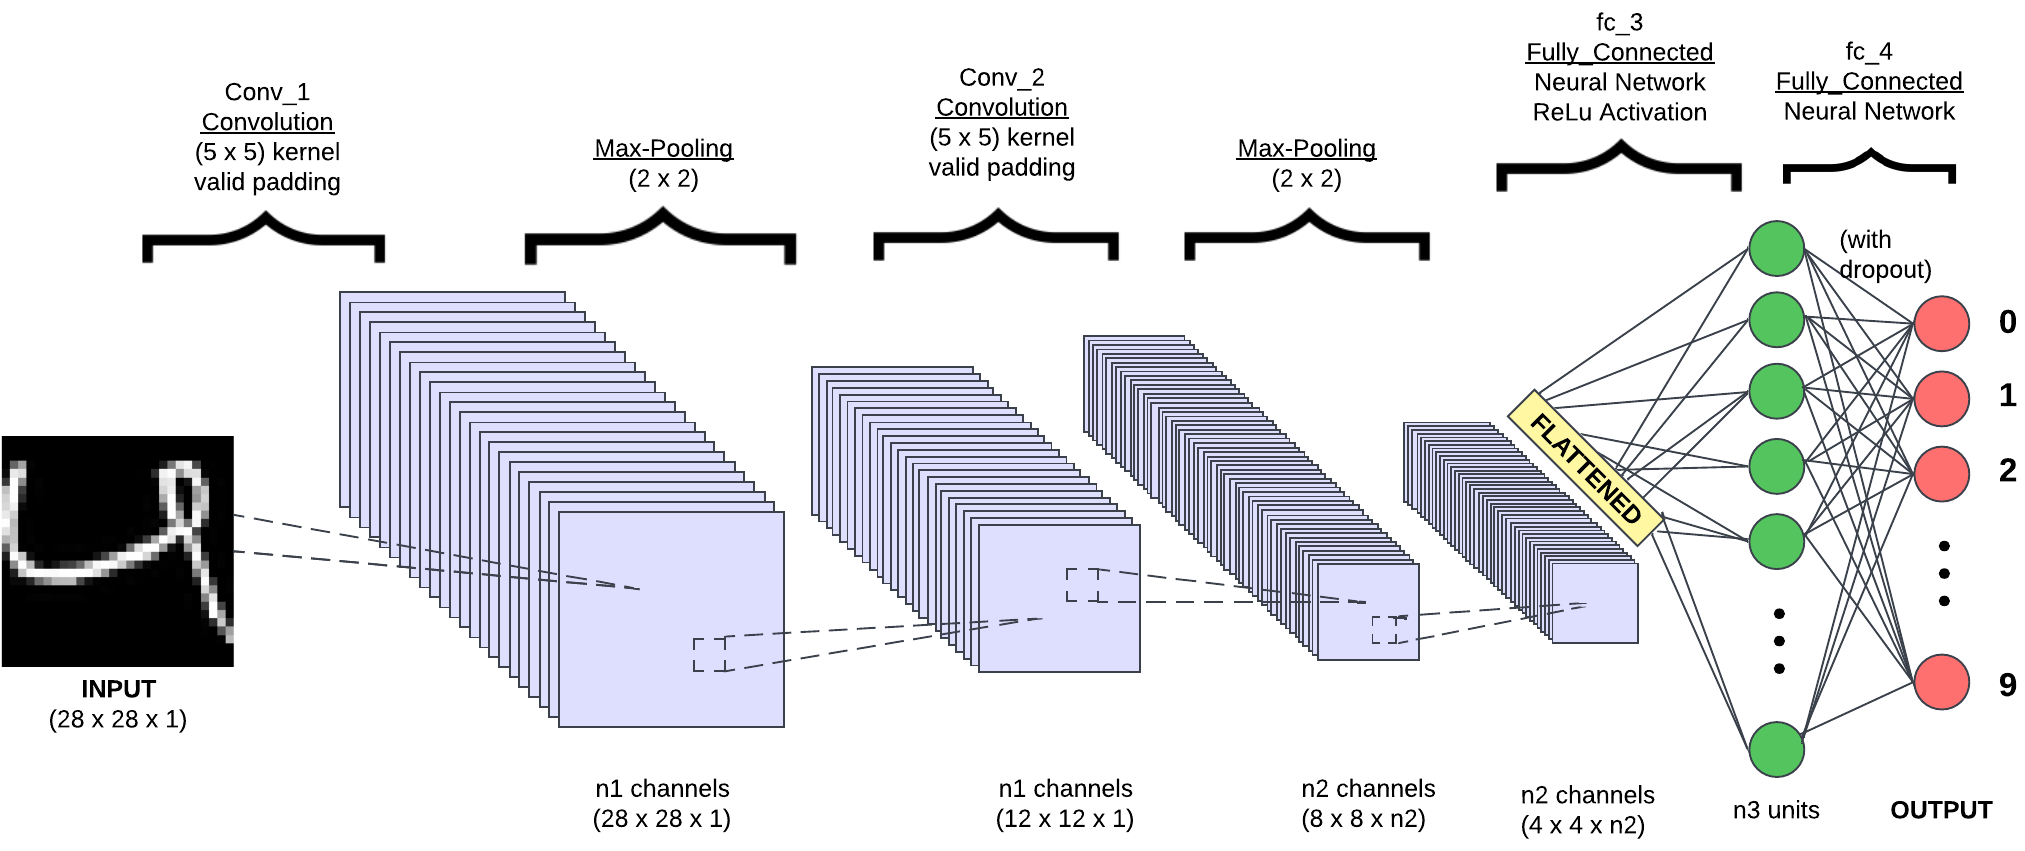 Conv_1
Convolution
(5 x 5) kernel
valid padding
Max-Pooling
(2 x 2)
Conv_2
Convolution
(5 x 5) kernel
valid padding
Max-Pooling
(2 x 2)
fc_3
Fully_Connected
Neural Network
ReLu Activation
fc_4
Fully_Connected
Neural Network
(with
dropout)
FLATTENED
0
1
2
9
INPUT
(28 x 28 x 1)
n1 channels
(28 x 28 x 1)
n1 channels
(12 x 12 x 1)
n2 channels
(8 x 8 x n2)
n2 channels
(4 x 4 x n2)
n3 units
OUTPUT